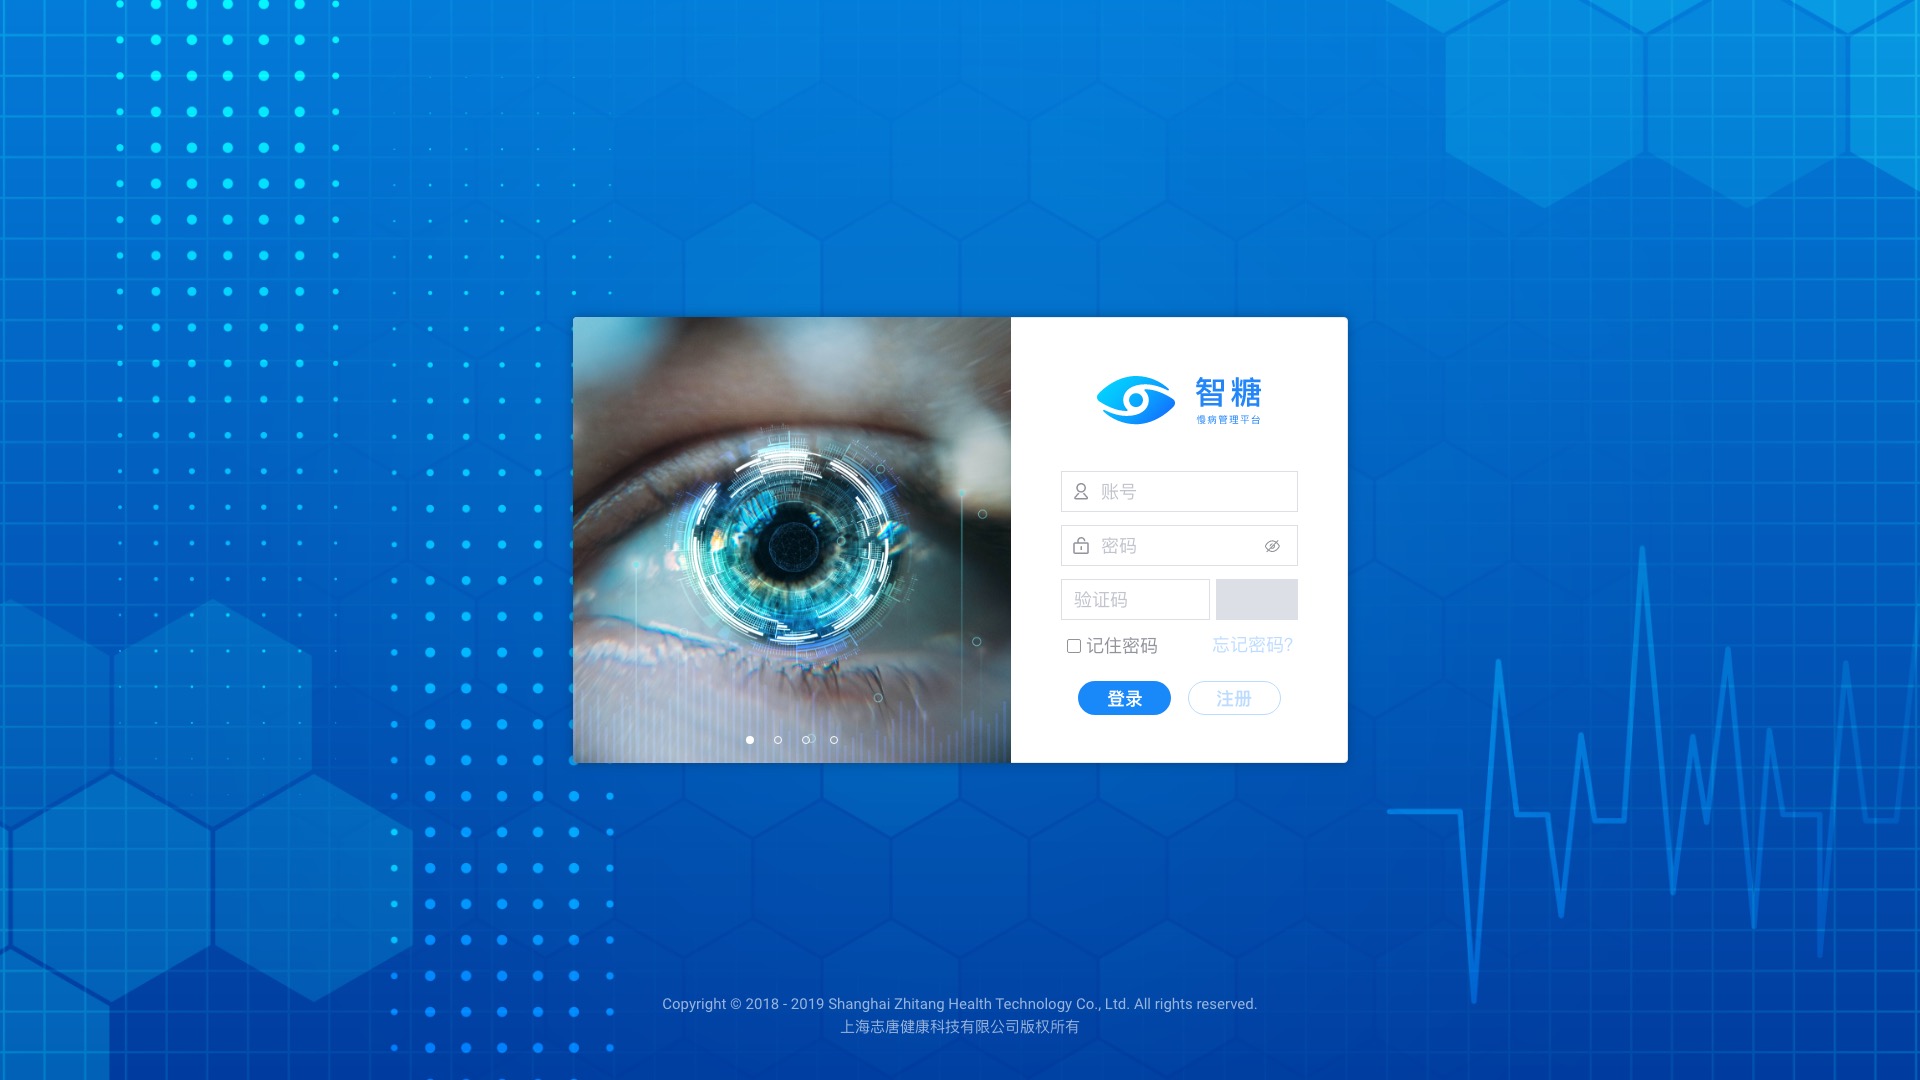 智糖
慢病管理平台
账号
密码
验证码
记住密码
忘记密码?
登录
注册
Copyright © 2018 - 2019 Shanghai Zhitang Health Technology Co., Ltd. All rights reserved.
上海志唐健康科技有限公司版权所有